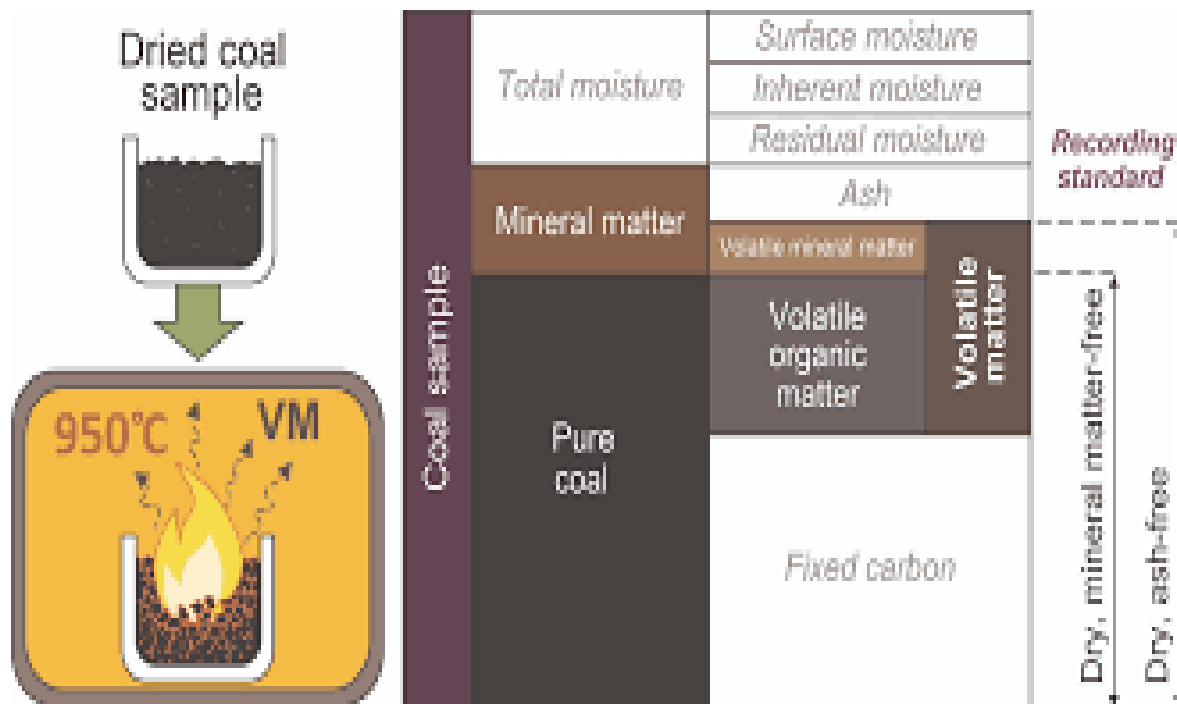 Dried coal
sample
950°C
VM
Coal sample
Total moisture
Mineral matter
Pure
coal
Surface moisture
Inherent moisture
Residual moisture
Ash
Volatile mineral matter
Volatile
organic
matter
Volatile
matter
Fixed carbon
Recording
standard
Dry, mineral matter-free
Dry, ash-free